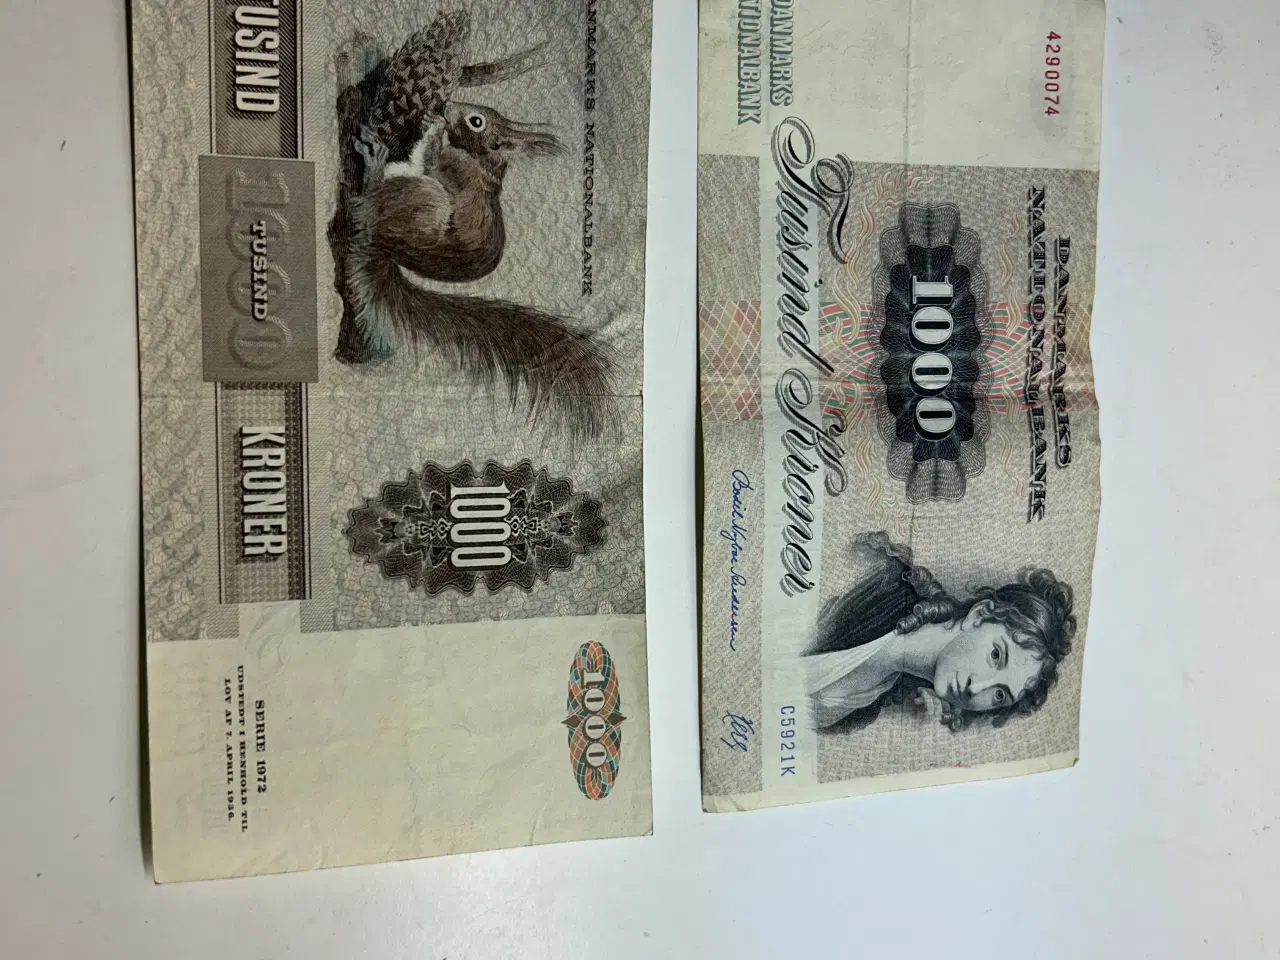 TUSIND
1000
TUSIND
KRONER
DANMARKS NATIONALBANK
1000
1000
SERIE 1972
UDSTEDT I HENHOLD TIL
LOV AF 7. APRIL 1936.
4290074
DANMARKS
NATIONALBANK
DANMARKS
NATIONALBANK
1000
Tusind Kroner
C5921K